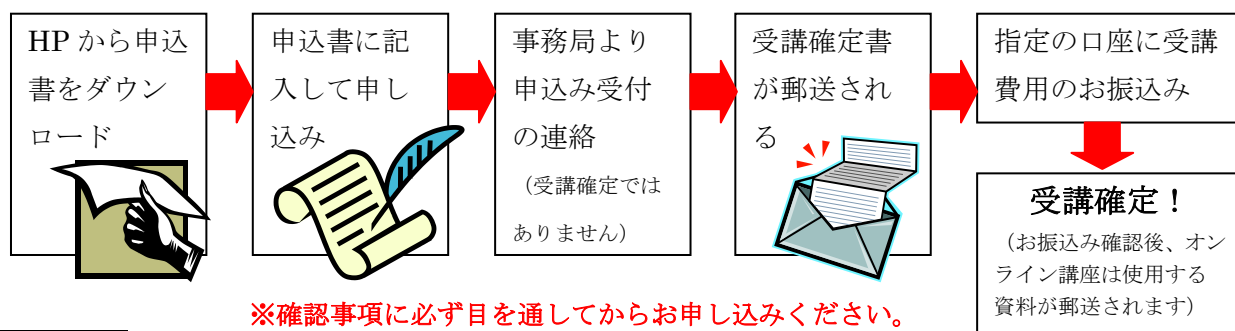 HP から申込
書をダウン
ロード
申込書に記
入して申し
込み
事務局より
申込み受付
の連絡
（受講確定では
ありません）
受講確定書
が郵送され
る
指定の口座に受講
費用のお振込み
受講確定！
（お振込み確認後、オン
ライン講座は使用する
資料が郵送されます）
※確認事項に必ず目を通してからお申し込みください。